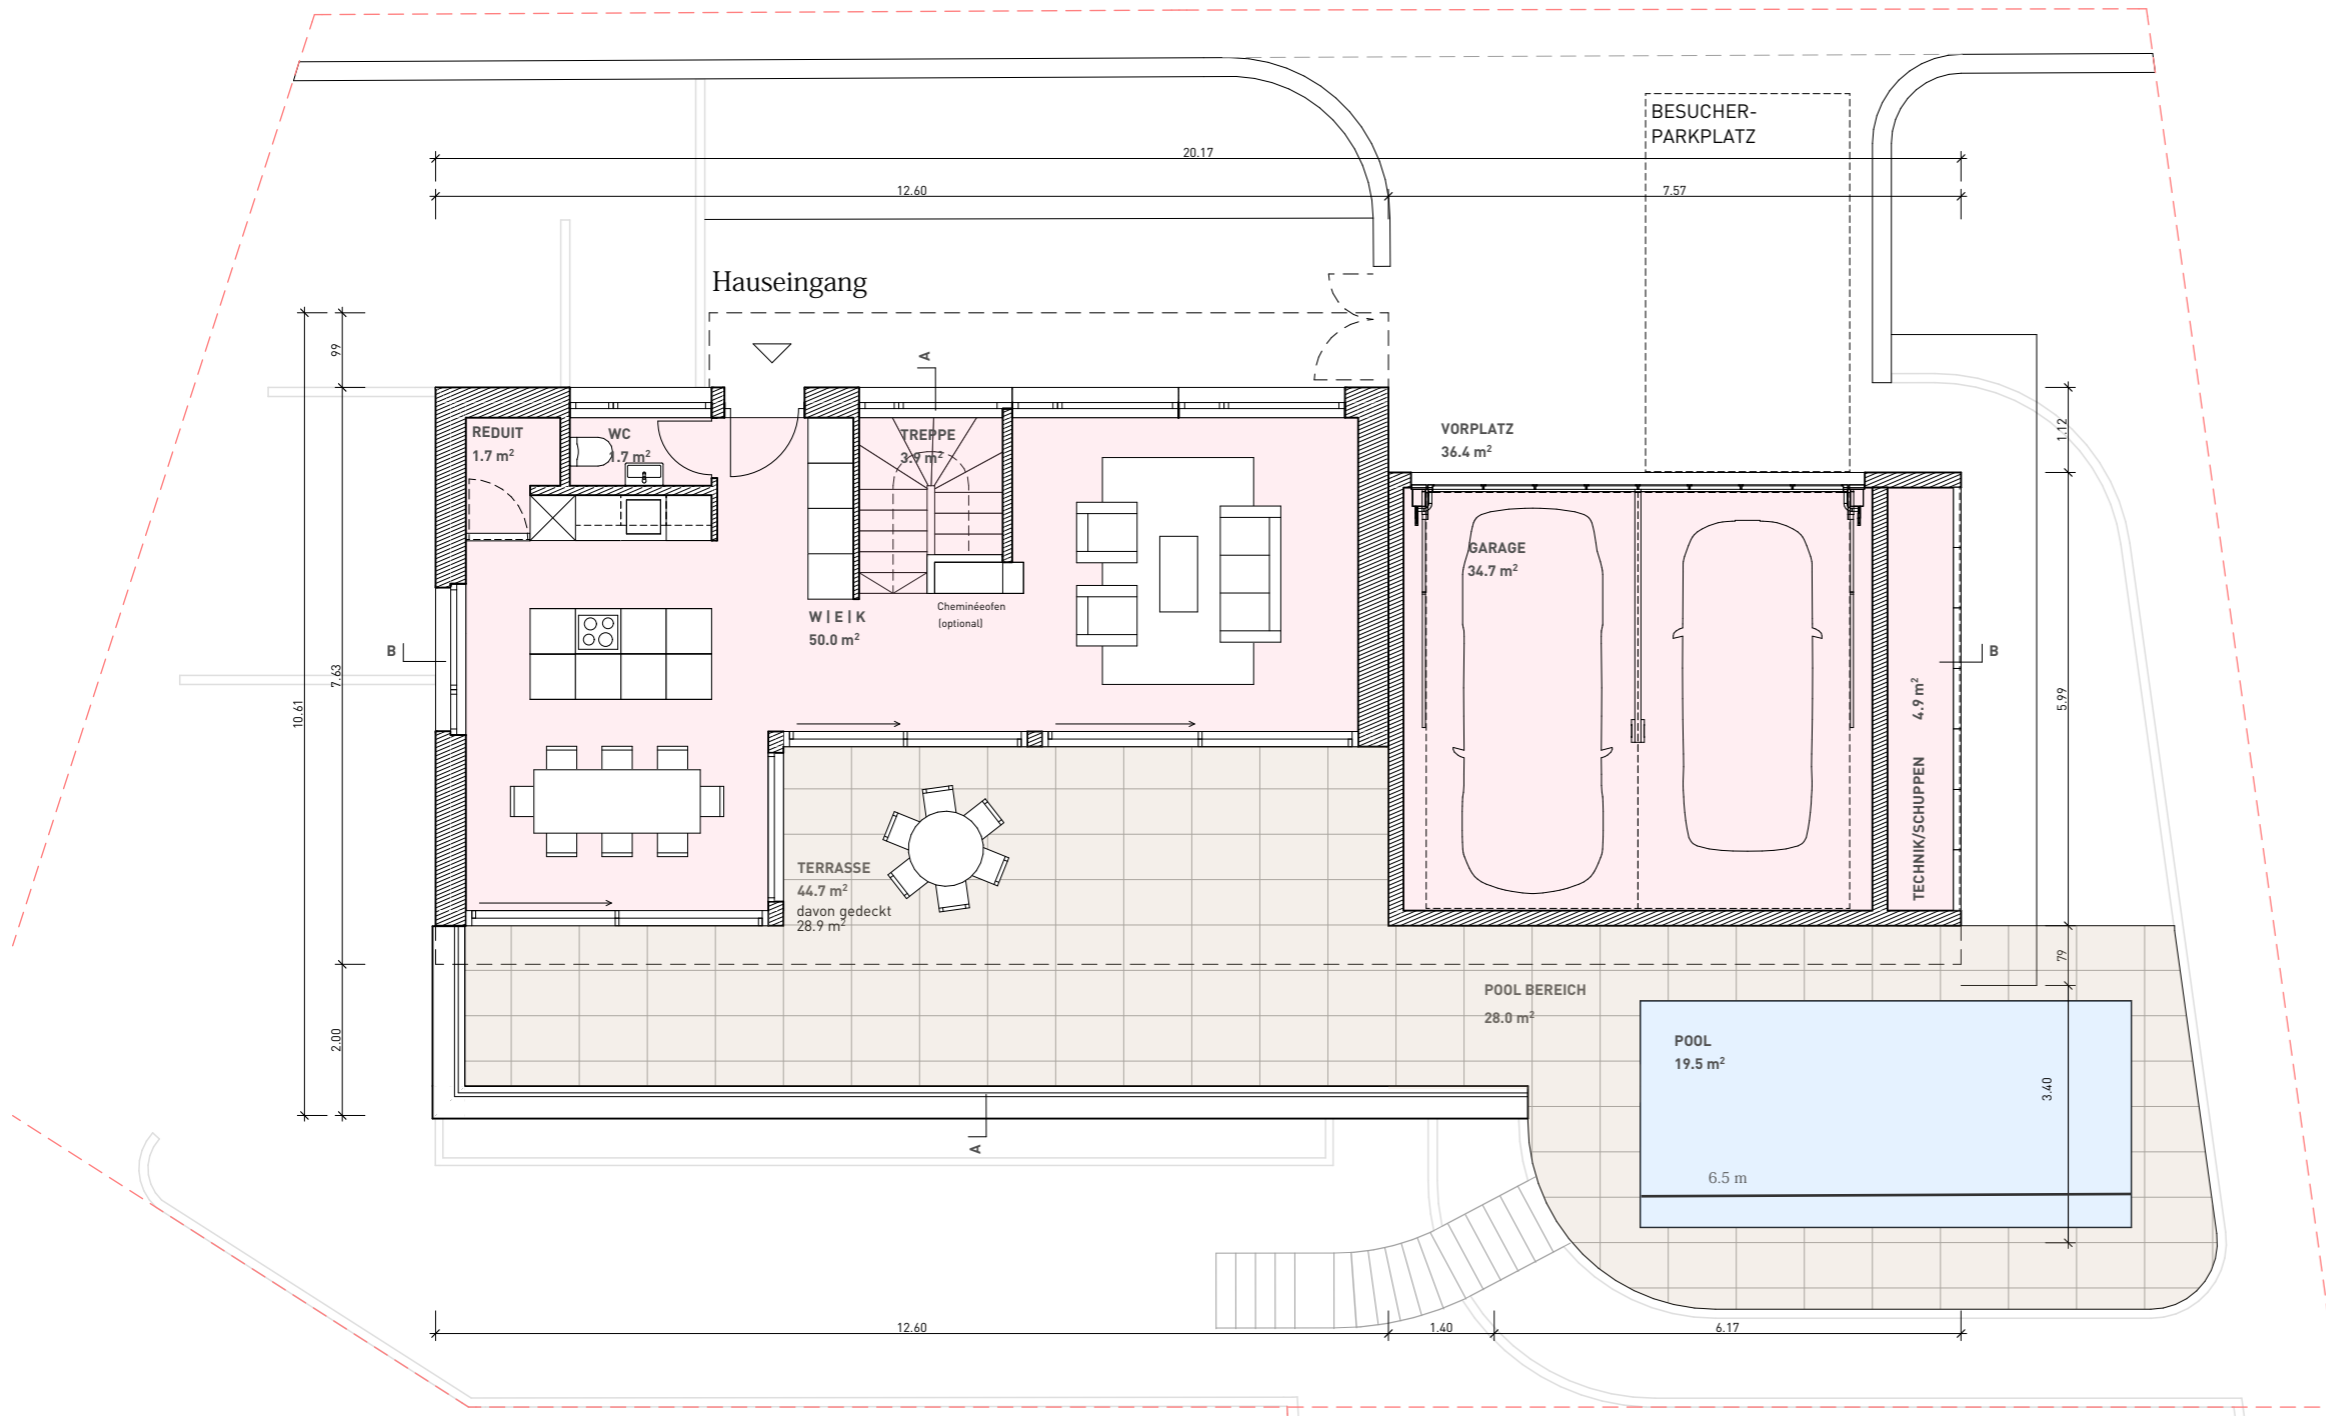 BESUCHER-
PARKPLATZ
20.17
12.60
7.57
Hauseingang
99
A
REDUIT
1.7 m²
WC
1.7 m²
TREPPE
3.9 m²
VORPLATZ
36.4 m²
1.12
GARAGE
34.7 m²
Cheminéeofen
(optional)
W | E | K
50.0 m²
B
B
7.63
10.61
5.99
TECHNIK/SCHUPPEN 4.9 m²
TERRASSE
44.7 m²
davon gedeckt
28.9 m²
79
POOL BEREICH
28.0 m²
2.00
POOL
19.5 m²
3.40
A
6.5 m
12.60
1.40
6.17